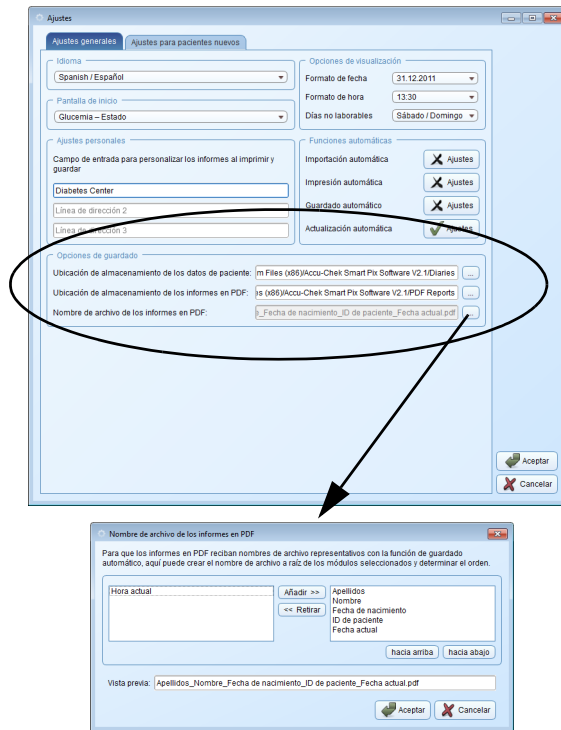 Ajustes
Ajustes generales
Ajustes para pacientes nuevos
Idioma
Spanish / Español
Pantalla de inicio
Glucemia – Estado
Opciones de visualización
Formato de fecha
31.12.2011
Formato de hora
13:30
Días no laborables
Sábado / Domingo
Ajustes personales
Campo de entrada para personalizar los informes al imprimir y
guardar
Diabetes Center
Línea de dirección 2
Línea de dirección 3
Funciones automáticas
Importación automática
Ajustes
Impresión automática
Ajustes
Guardado automático
Ajustes
Actualización automática
Ajustes
Opciones de guardado
Ubicación de almacenamiento de los datos de paciente:
m Files (x86)/Accu-Chek Smart Pix Software V2.1/Diaries
...
Ubicación de almacenamiento de los informes en PDF:
es (x86)/Accu-Chek Smart Pix Software V2.1/PDF Reports
...
Nombre de archivo de los informes en PDF:
_Fecha de nacimiento_ID de paciente_Fecha actual.pdf
...
Aceptar
Cancelar
Nombre de archivo de los informes en PDF
Para que los informes en PDF reciban nombres de archivo representativos con la función de guardado
automático, aquí puede crear el nombre de archivo a raíz de los módulos seleccionados y determinar el orden.
Hora actual
Añadir >>
<< Retirar
Apellidos
Nombre
Fecha de nacimiento
ID de paciente
Fecha actual
hacia arriba
hacia abajo
Vista previa:
Apellidos_Nombre_Fecha de nacimiento_ID de paciente_Fecha actual.pdf
Aceptar
Cancelar